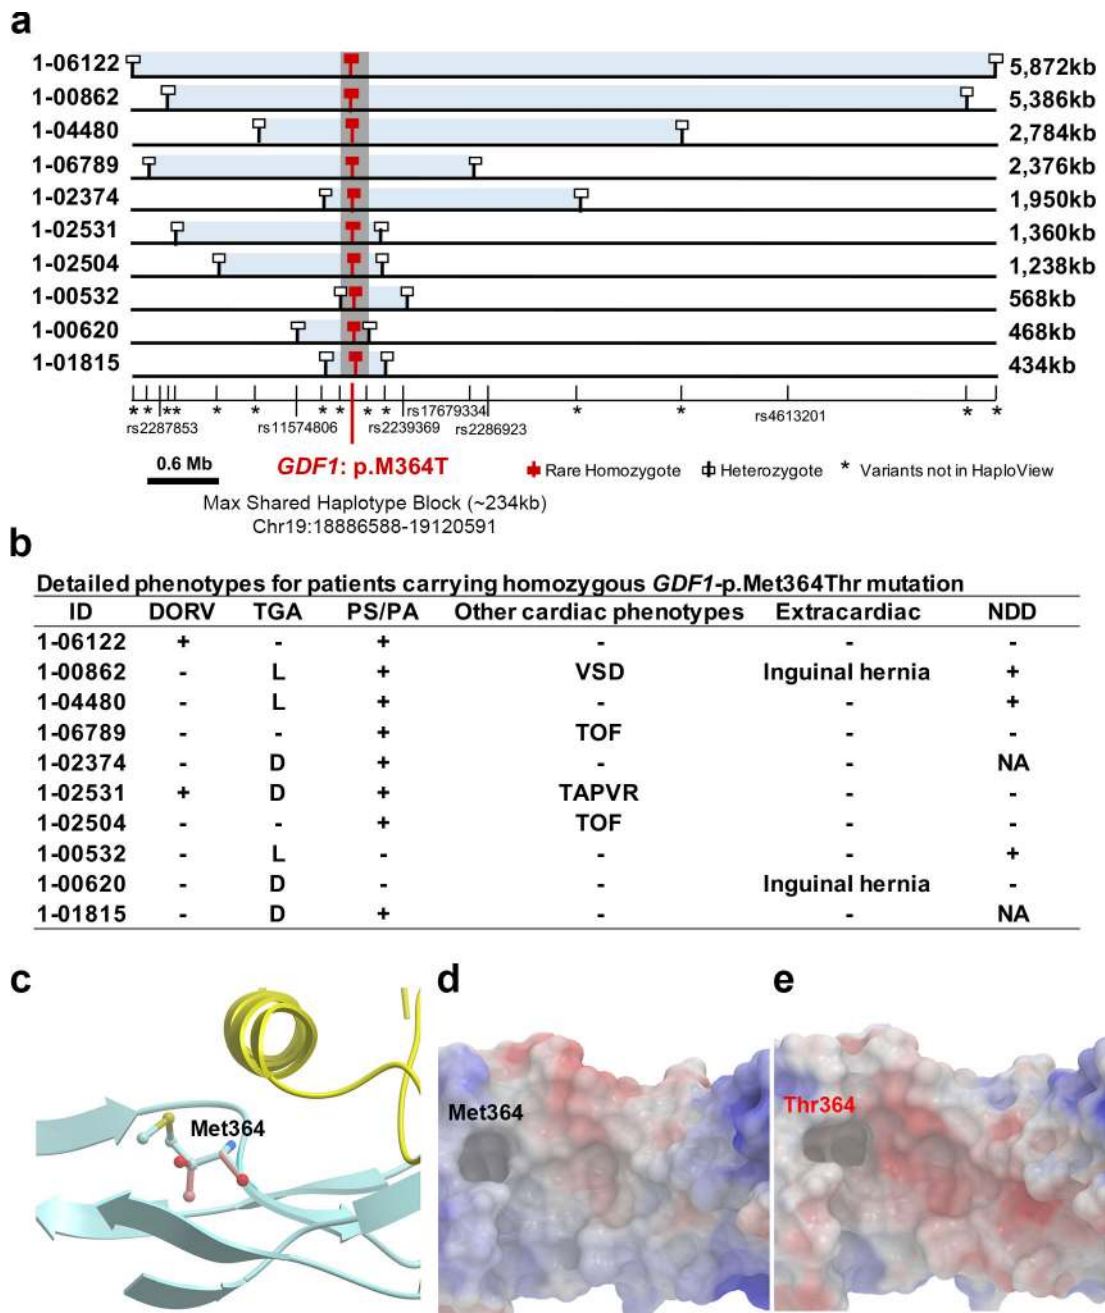 a
1-06122 5,872kb
1-00862 5,386kb
1-04480 2,784kb
1-06789 2,376kb
1-02374 1,950kb
1-02531 1,360kb
1-02504 1,238kb
1-00532 568kb
1-00620 468kb
1-01815 434kb
* * ** * * * * * * rs17679334 * * rs4613201 * *
rs2287853 rs11574806 rs2239369 rs2286923
0.6 Mb GDF1: p.M364T Rare Homozygote Heterozygote * Variants not in HaploView
Max Shared Haplotype Block (~234kb)
Chr19:18886588-19120591
b
Detailed phenotypes for patients carrying homozygous GDF1-p.Met364Thr mutation
ID DORV TGA PS/PA Other cardiac phenotypes Extracardiac NDD
1-06122 + - + - - -
1-00862 - L + VSD Inguinal hernia +
1-04480 - L + - - +
1-06789 - - + TOF - -
1-02374 - D + - - NA
1-02531 + D + TAPVR - -
1-02504 - - + TOF - -
1-00532 - L - - - +
1-00620 - D - - Inguinal hernia -
1-01815 - D + - - NA
c d e
Met364 Met364 Thr364